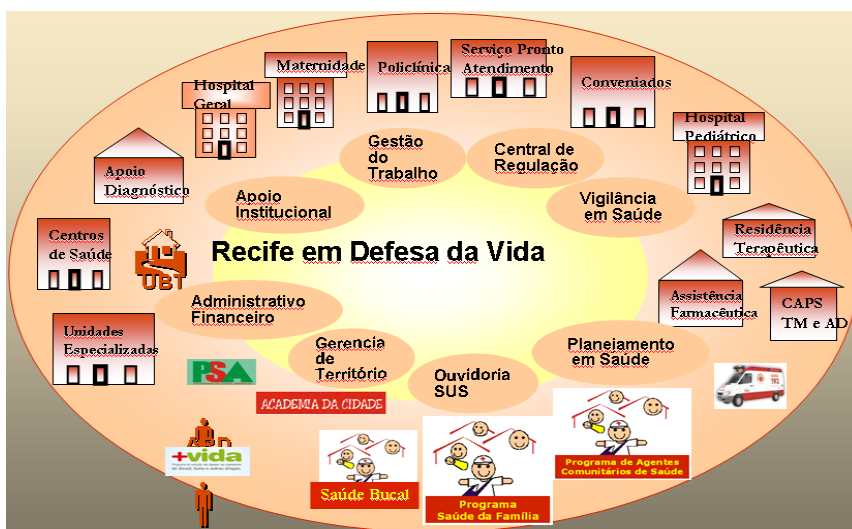 Maternidade
Policlínica
Serviço Pronto
Atendimento
Hospital
Geral
Conveniados
Hospital
Pediátrico
Gestão
do
Trabalho
Central de
Regulação
Apoio
Diagnóstico
Apoio
Institucional
Vigilância
em Saúde
Centros
de Saúde
UBT
Recife em Defesa da Vida
Residência
Terapêutica
Administrativo
Financeiro
Assistência
Farmacêutica
CAPS
TM e AD
Unidades
Especializadas
Gerencia
de
Território
Planejamento
em Saúde
PSA
Ouvidoria
SUS
192
ACADEMIA DA CIDADE
+vida
Programa de Agentes
Comunitários de Saúde
Saúde Bucal
Programa
Saúde da Família